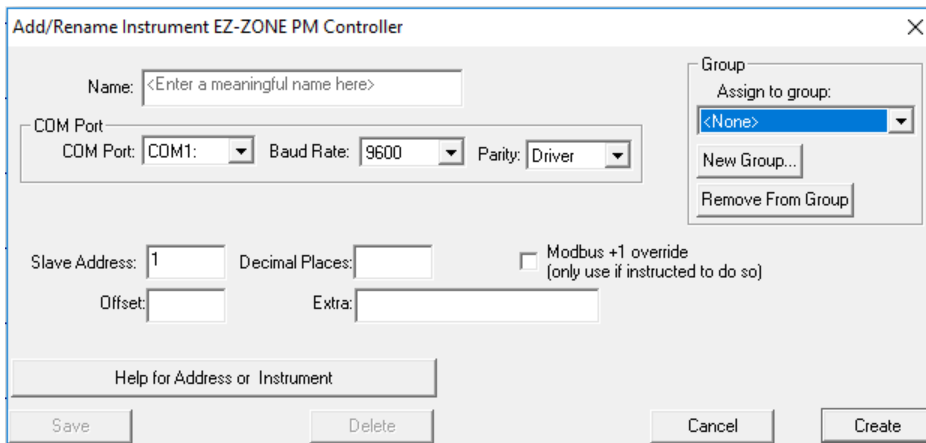 Add/Rename Instrument EZ-ZONE PM Controller
Name: <Enter a meaningful name here>
Group
Assign to group:
<None>
New Group...
Remove From Group
COM Port
COM Port: COM1: Baud Rate: 9600 Parity: Driver
Slave Address: 1 Decimal Places: Modbus +1 override
(only use if instructed to do so)
Offset: Extra:
Help for Address or Instrument
Save Delete Cancel Create